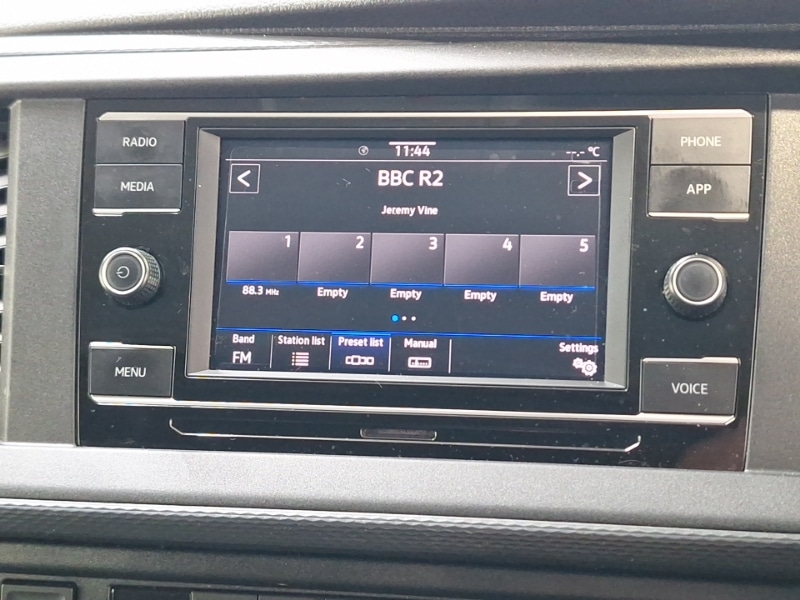 RADIO
MEDIA
MENU
11:44
--.- °C
BBC R2
Jeremy Vine
1 2 3 4 5
88.3 MHz Empty Empty Empty Empty
Band Station list Preset list Manual Settings
FM
PHONE
APP
VOICE